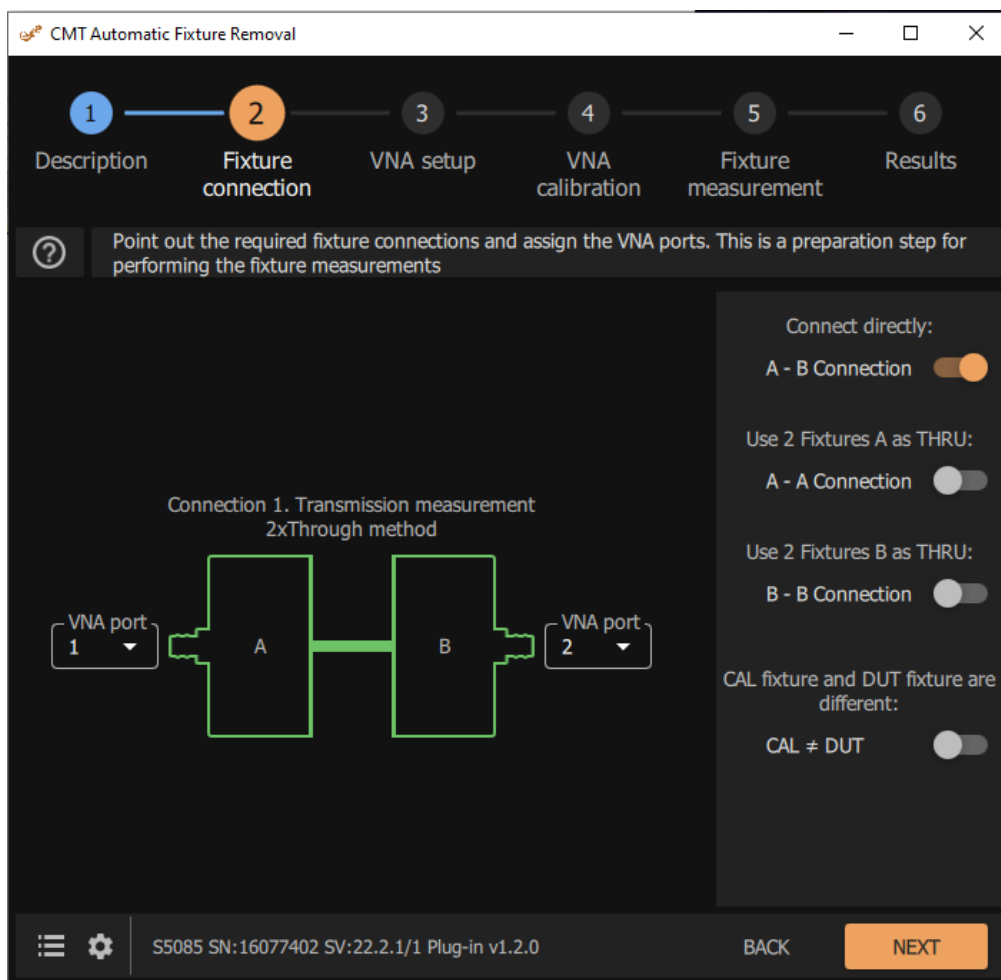 CMT Automatic Fixture Removal
1
2
3
4
5
6
Description
Fixture
connection
VNA setup
VNA
calibration
Fixture
measurement
Results
Point out the required fixture connections and assign the VNA ports. This is a preparation step for
performing the fixture measurements
Connect directly:
A - B Connection
Use 2 Fixtures A as THRU:
A - A Connection
Use 2 Fixtures B as THRU:
B - B Connection
CAL fixture and DUT fixture are
different:
CAL ≠ DUT
Connection 1. Transmission measurement
2xThrough method
VNA port
1
A
B
VNA port
2
S5085 SN:16077402 SV:22.2.1/1 Plug-in v1.2.0
BACK
NEXT